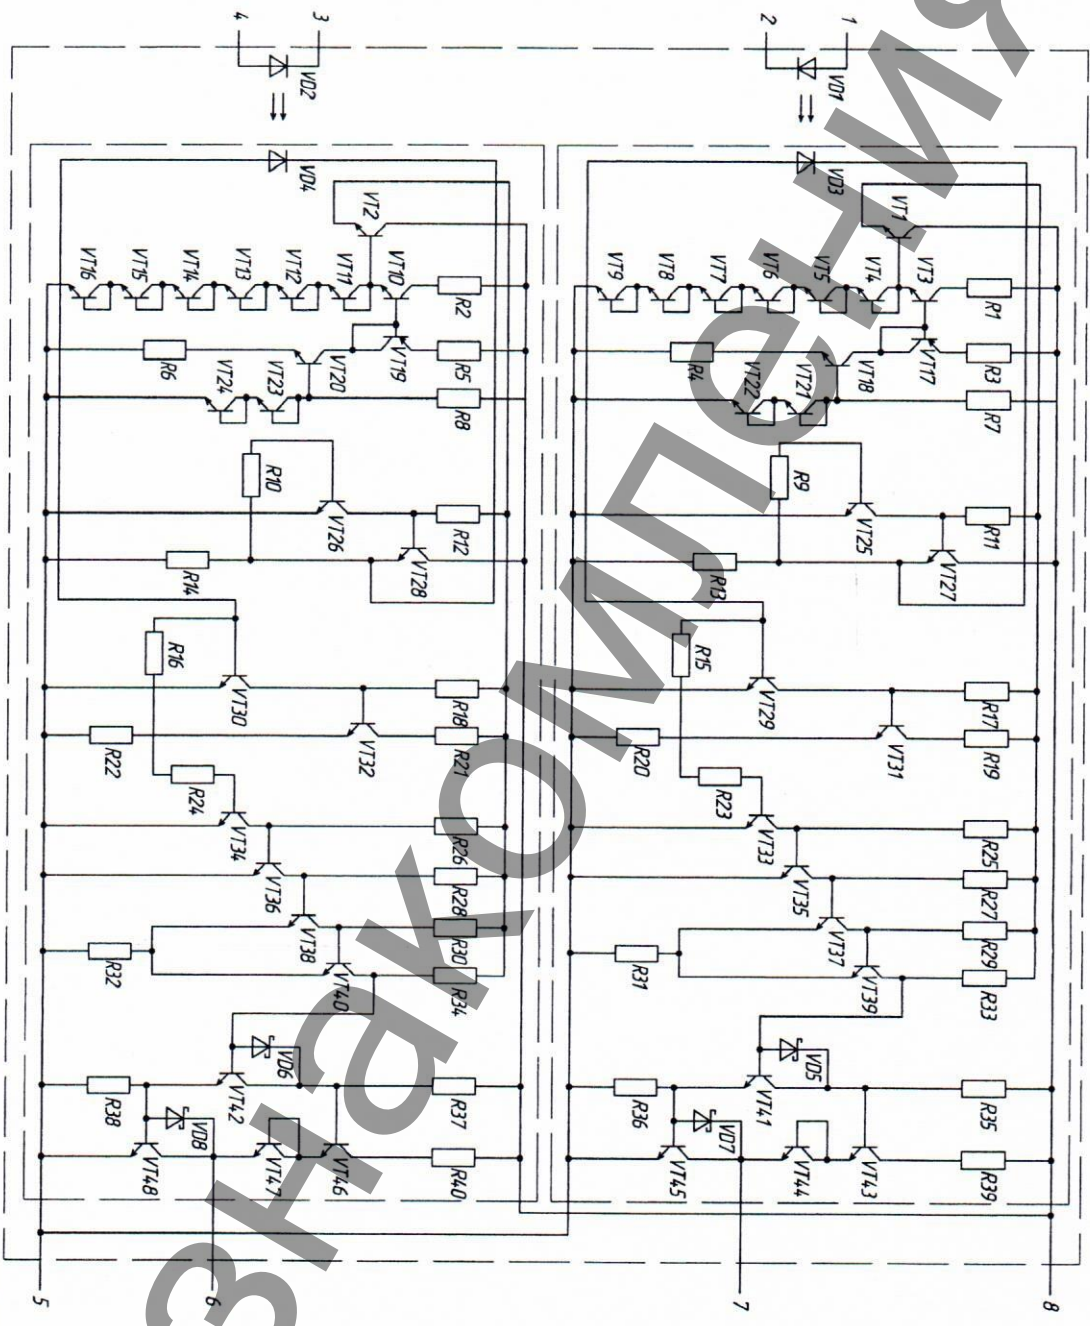 1
2
VD1
VD3
VT1
R1
VT3
VT4
VT5
VT6
VT7
VT8
VT9
R3
VT17
VT18
R4
R7
VT21
VT22
R9
VT25
R11
VT27
R13
R15
VT29
R17
R19
VT31
R20
R23
VT33
R25
R27
VT35
R29
VT37
R31
R33
VT39
VD5
VT41
R35
R36
VD7
R39
VT43
VT44
VT45
8
7
3
4
VD2
VD4
VT2
R2
VT10
VT11
VT12
VT13
VT14
VT15
VT16
R5
VT19
VT20
R6
R8
VT23
VT24
R10
VT26
R12
VT28
R14
R16
VT30
R18
R21
VT32
R22
R24
VT34
R26
R28
VT36
R30
VT38
R32
R34
VT40
VD6
VT42
R37
R38
VD8
R40
VT46
VT47
VT48
6
5
знакомления